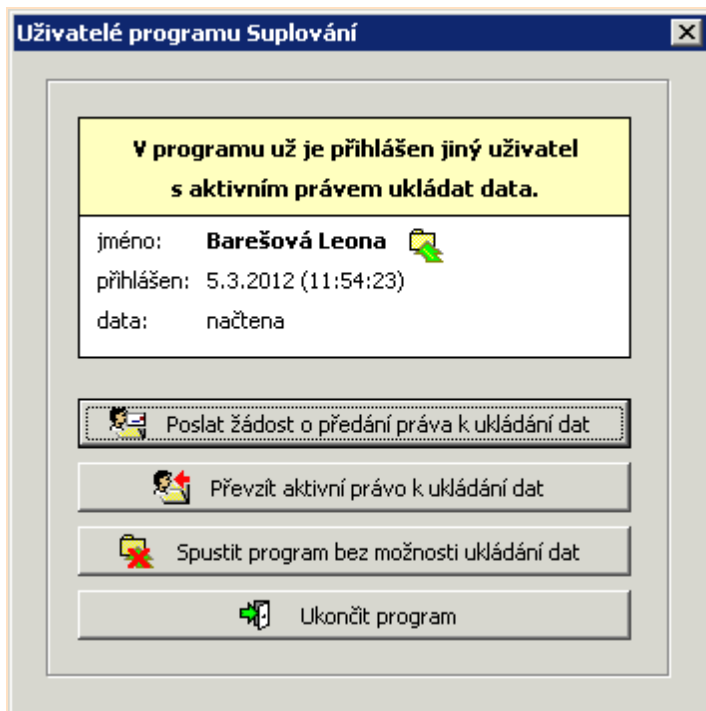 Uživatelé programu Suplování
V programu už je přihlášen jiný uživatel
s aktivním právem ukládat data.
jméno: Barešová Leona
přihlášen: 5.3.2012 (11:54:23)
data: načtena
Poslat žádost o předání práva k ukládání dat
Převzít aktivní právo k ukládání dat
Spustit program bez možnosti ukládání dat
Ukončit program